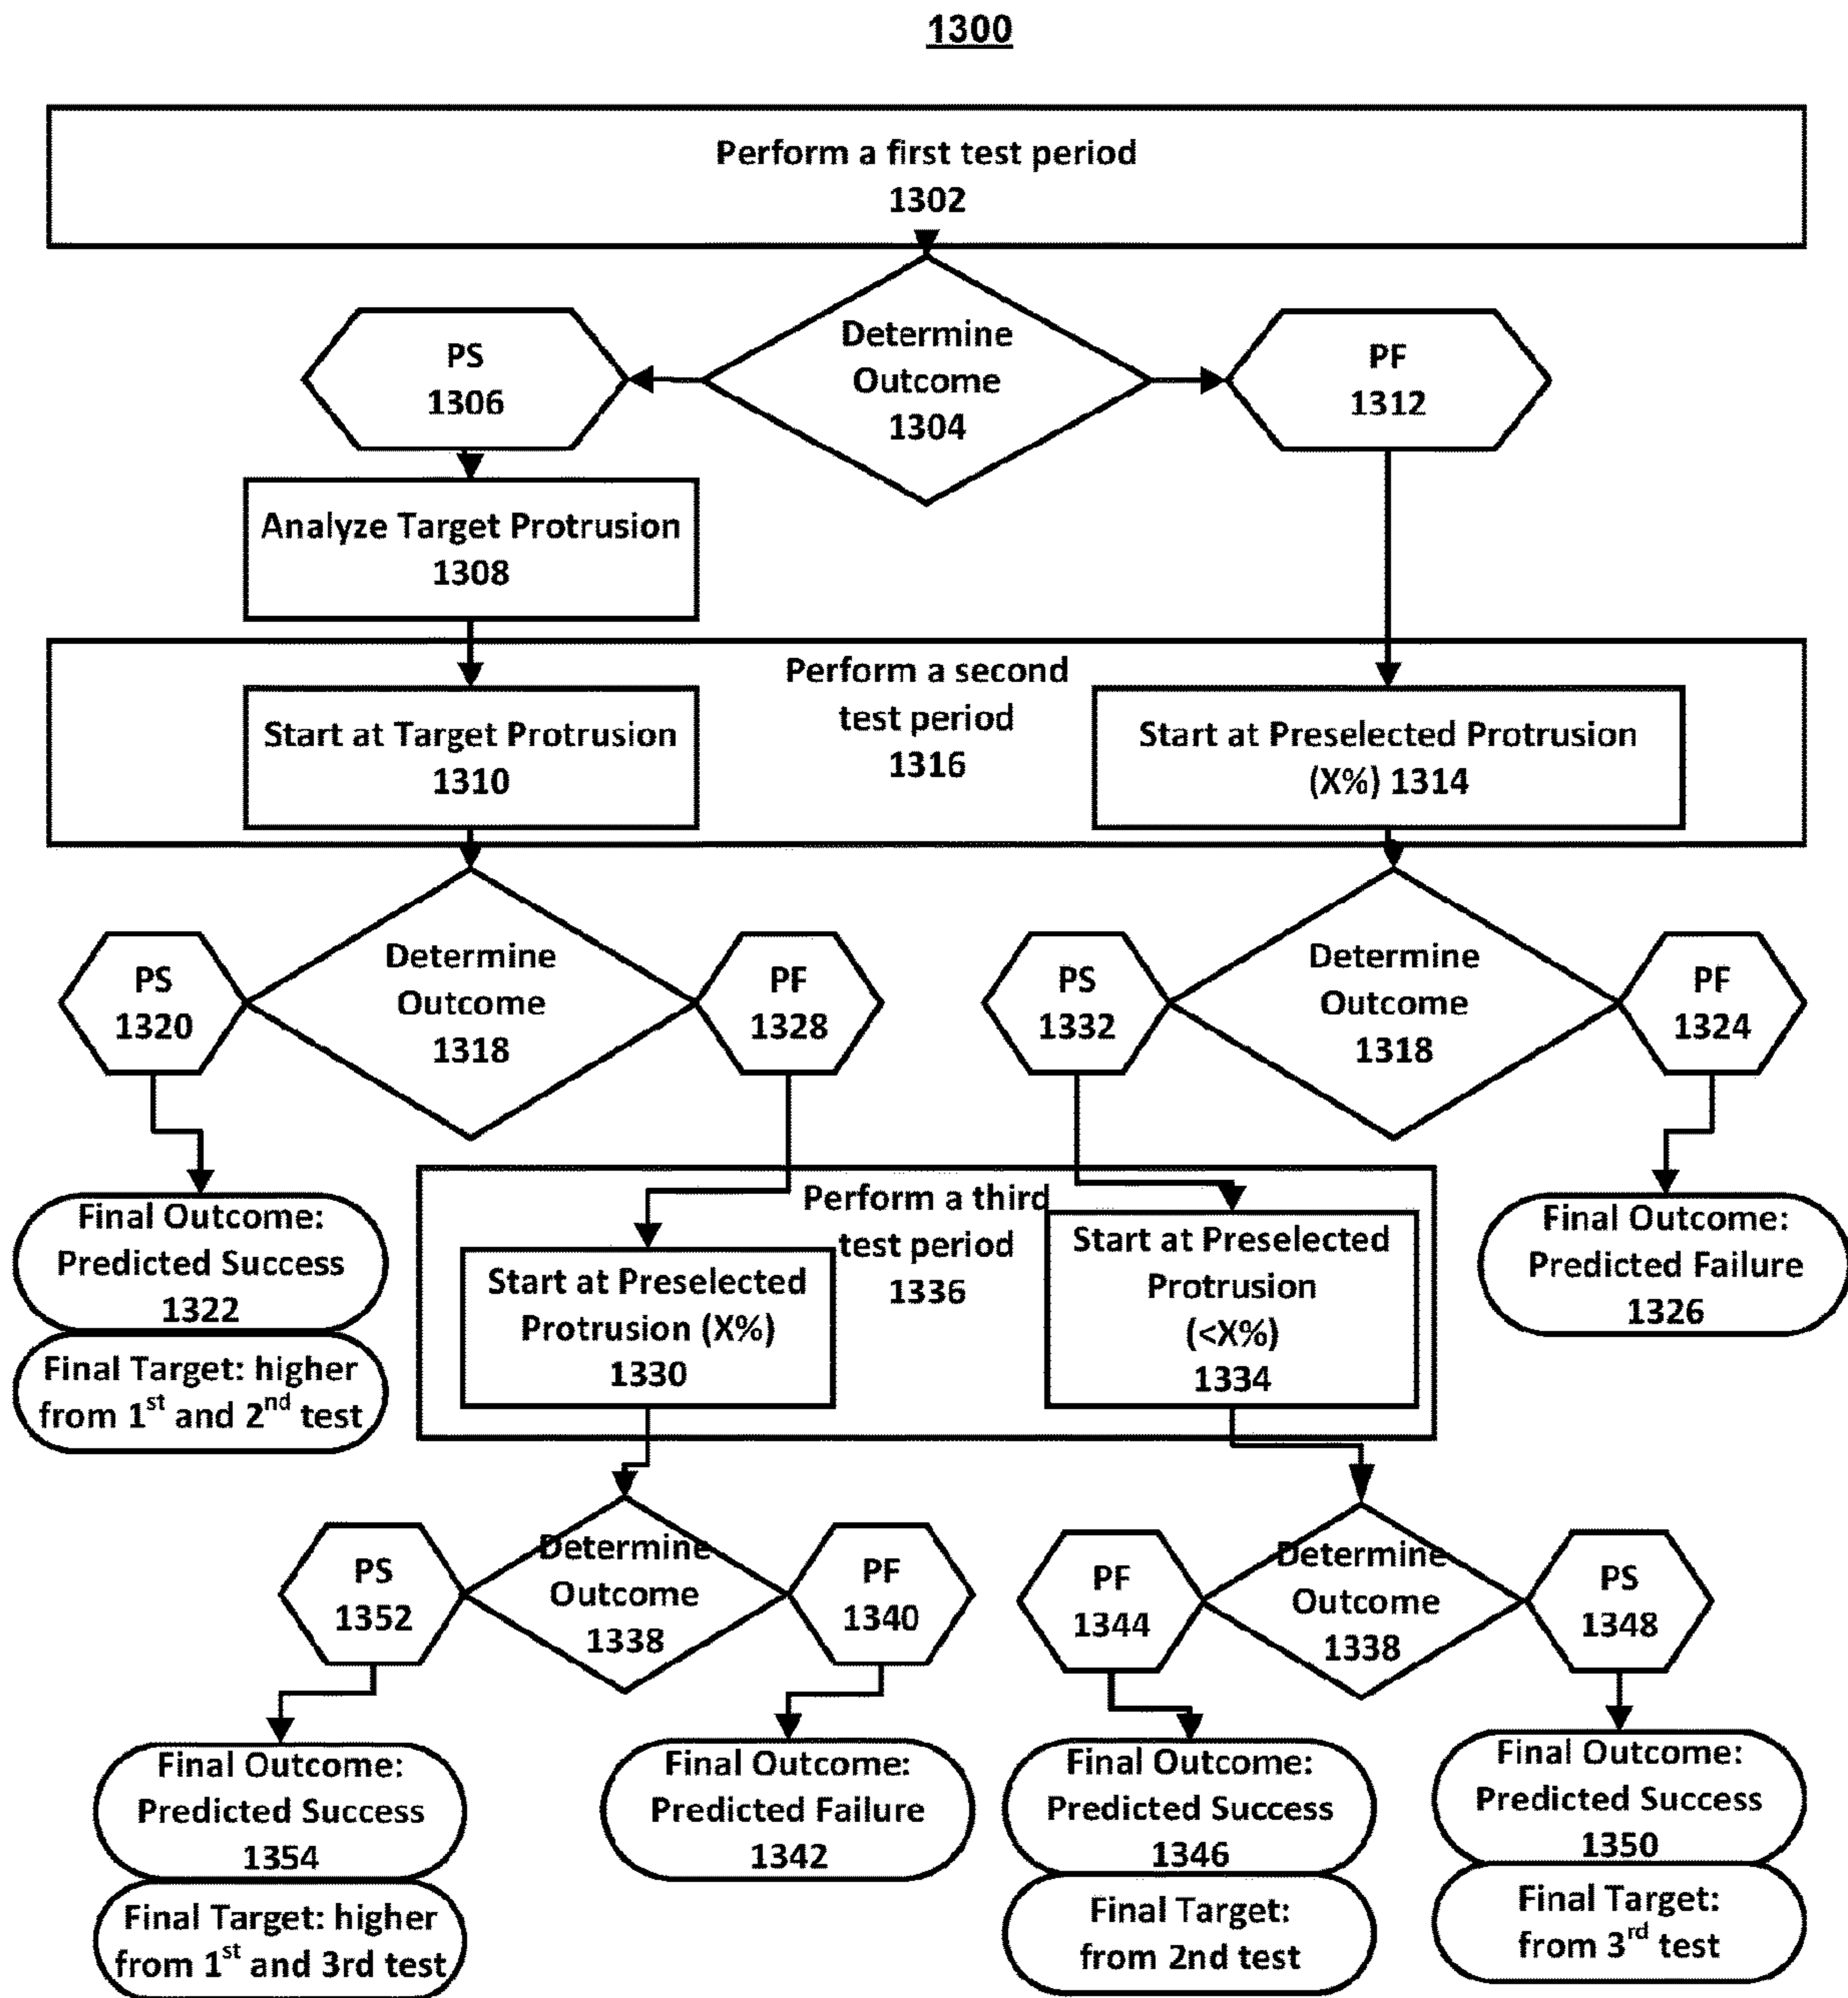 1300
Perform a first test period
1302
Determine
Outcome
1304
PS
1306
PF
1312
Analyze Target Protrusion
1308
Perform a second
test period
1316
Start at Target Protrusion
1310
Start at Preselected Protrusion
(X%) 1314
PS
1320
Determine
Outcome
1318
PF
1328
PS
1332
Determine
Outcome
1318
PF
1324
Final Outcome:
Predicted Success
1322
Final Target: higher
from 1st and 2nd test
Perform a third
test period
1336
Start at Preselected
Protrusion (X%)
1330
Start at Preselected
Protrusion
(<X%)
1334
Final Outcome:
Predicted Failure
1326
PS
1352
Determine
Outcome
1338
PF
1340
PF
1344
Determine
Outcome
1338
PS
1348
Final Outcome:
Predicted Success
1354
Final Target: higher
from 1st and 3rd test
Final Outcome:
Predicted Failure
1342
Final Outcome:
Predicted Success
1346
Final Target:
from 2nd test
Final Outcome:
Predicted Success
1350
Final Target:
from 3rd test